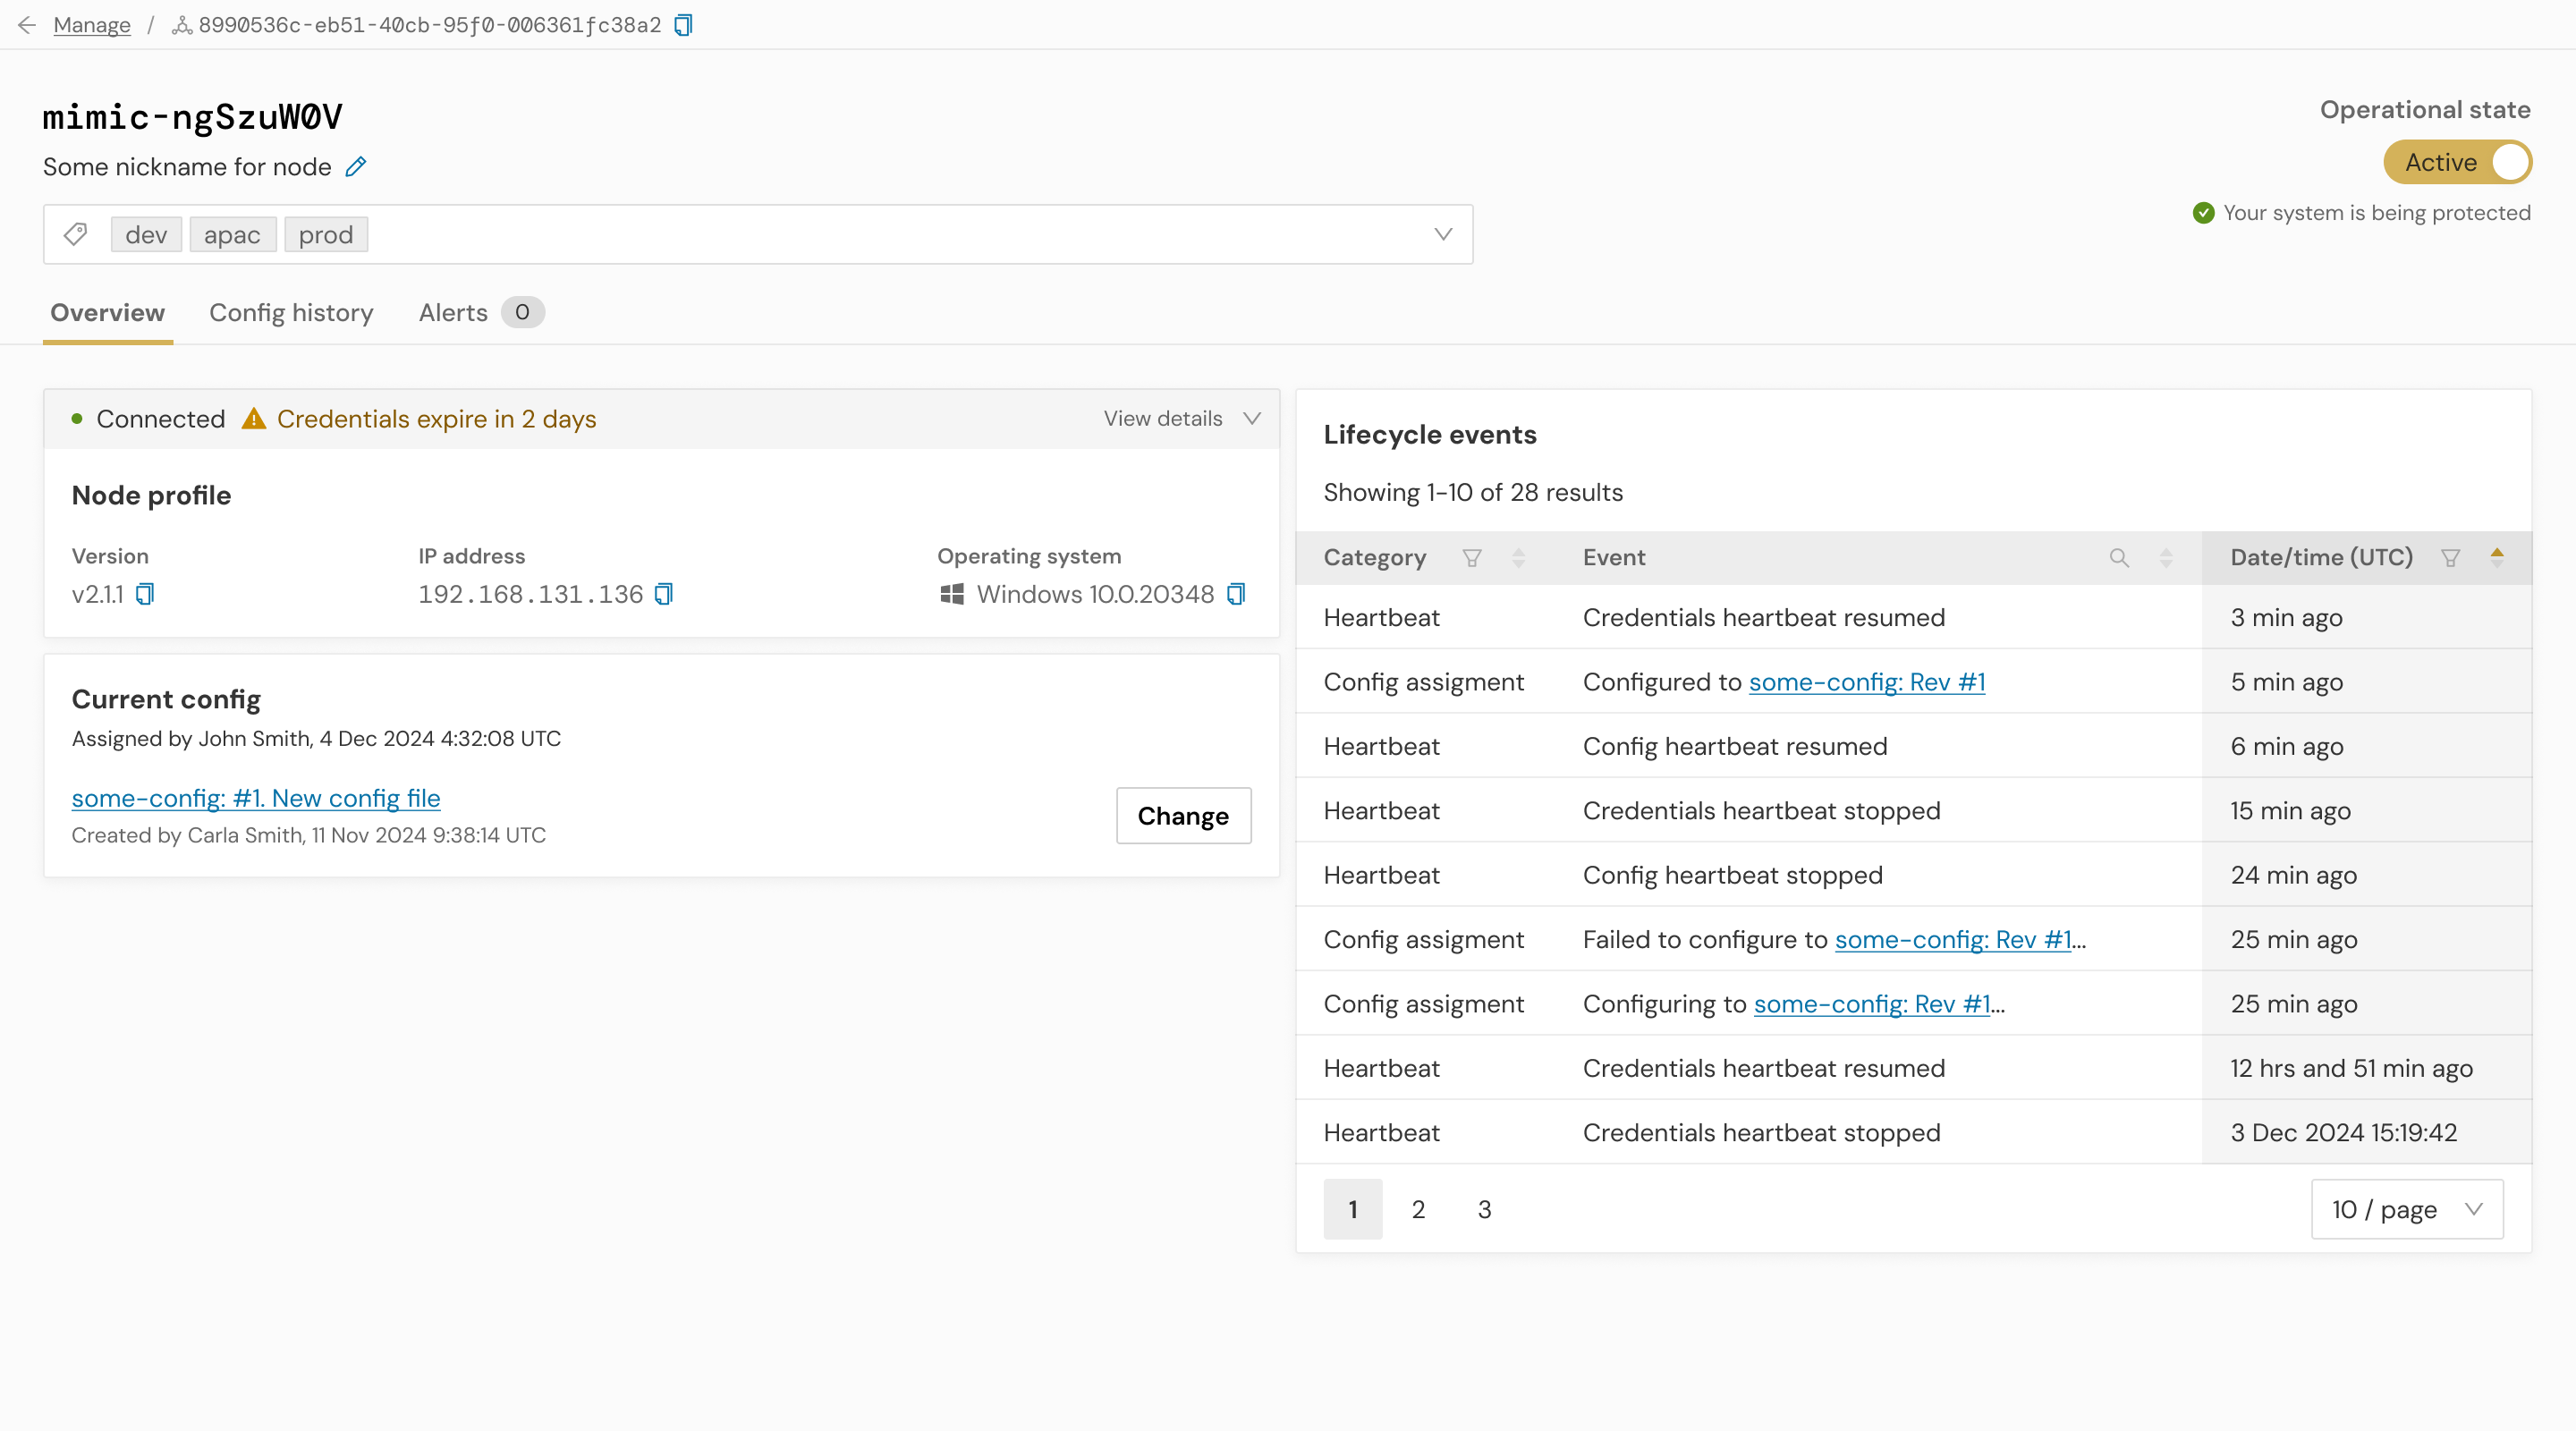 Manage / 8990536c-eb51-40cb-95f0-006361fc38a2
mimic-ngSzuW0V
Some nickname for node
dev apac prod
Operational state
Active
Your system is being protected
Overview Config history Alerts 0
Connected Credentials expire in 2 days View details
Node profile
Version IP address Operating system
v2.1.1 192.168.131.136 Windows 10.0.20348
Current config
Assigned by John Smith, 4 Dec 2024 4:32:08 UTC
some-config: #1. New config file
Created by Carla Smith, 11 Nov 2024 9:38:14 UTC
Change
Lifecycle events
Showing 1-10 of 28 results
Category Event Date/time (UTC)
Heartbeat Credentials heartbeat resumed 3 min ago
Config assigment Configured to some-config: Rev #1 5 min ago
Heartbeat Config heartbeat resumed 6 min ago
Heartbeat Credentials heartbeat stopped 15 min ago
Heartbeat Config heartbeat stopped 24 min ago
Config assigment Failed to configure to some-config: Rev #1... 25 min ago
Config assigment Configuring to some-config: Rev #1... 25 min ago
Heartbeat Credentials heartbeat resumed 12 hrs and 51 min ago
Heartbeat Credentials heartbeat stopped 3 Dec 2024 15:19:42
1 2 3 10 / page